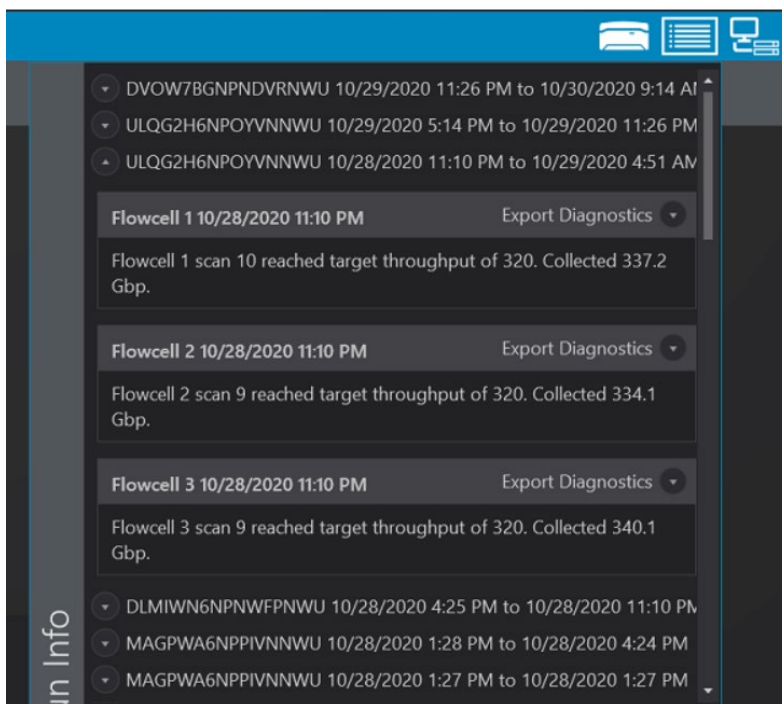 DVOW7BGNPNDVRNWU 10/29/2020 11:26 PM to 10/30/2020 9:14 AM
ULQG2H6NPOYVNNWU 10/29/2020 5:14 PM to 10/29/2020 11:26 PM
ULQG2H6NPOYVNNWU 10/28/2020 11:10 PM to 10/29/2020 4:51 AM
Flowcell 1 10/28/2020 11:10 PM Export Diagnostics
Flowcell 1 scan 10 reached target throughput of 320. Collected 337.2
Gbp.
Flowcell 2 10/28/2020 11:10 PM Export Diagnostics
Flowcell 2 scan 9 reached target throughput of 320. Collected 334.1
Gbp.
Flowcell 3 10/28/2020 11:10 PM Export Diagnostics
Flowcell 3 scan 9 reached target throughput of 320. Collected 340.1
Gbp.
DLMIWN6NPNWFPNWU 10/28/2020 4:25 PM to 10/28/2020 11:10 PM
MAGPWA6NPPIVNNWU 10/28/2020 1:28 PM to 10/28/2020 4:24 PM
MAGPWA6NPPIVNNWU 10/28/2020 1:27 PM to 10/28/2020 1:27 PM
un Info